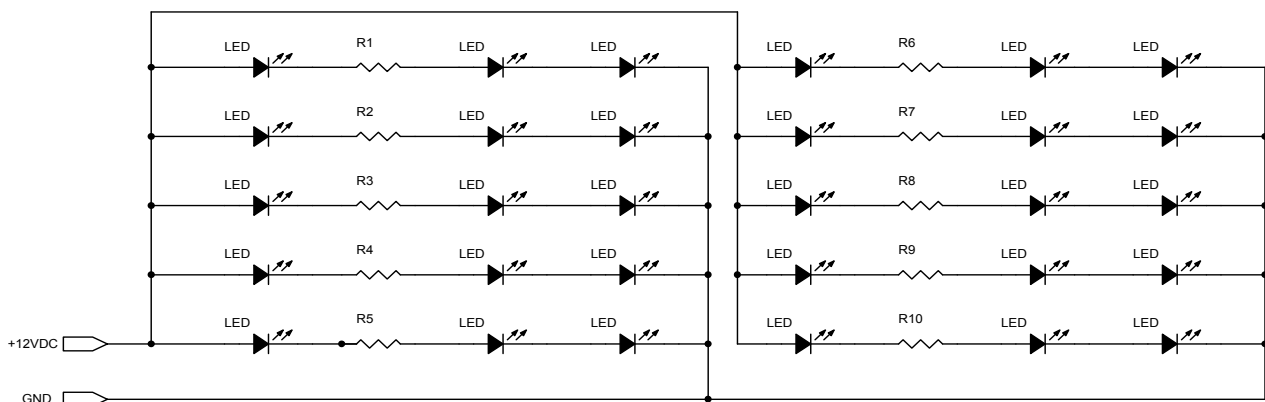 LED R1 LED LED LED R6 LED LED
LED R2 LED LED LED R7 LED LED
LED R3 LED LED LED R8 LED LED
LED R4 LED LED LED R9 LED LED
LED R5 LED LED LED R10 LED LED
+12VDC
GND